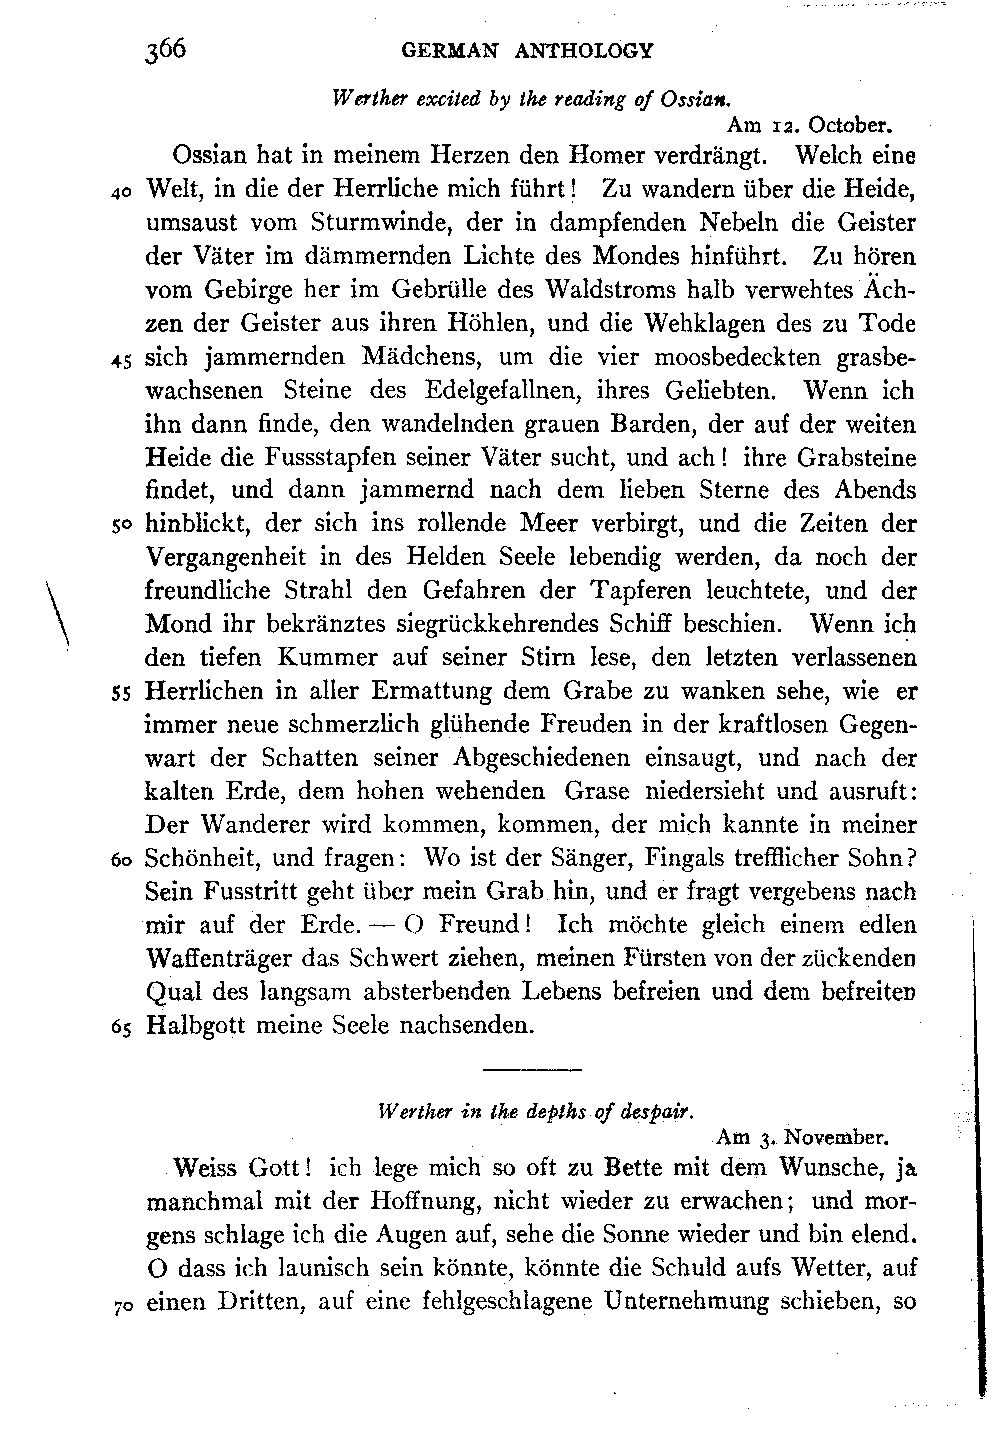 366 GERMAN ANTHOLOGY
Werther excited by the reading of Ossian.
Am 12. October.
Ossian hat in meinem Herzen den Homer verdrängt. Welch eine
40 Welt, in die der Herrliche mich führt! Zu wandern über die Heide,
umsaust vom Sturmwinde, der in dampfenden Nebeln die Geister
der Väter im dämmernden Lichte des Mondes hinführt. Zu hören
vom Gebirge her im Gebrülle des Waldstroms halb verwehtes Äch-
zen der Geister aus ihren Höhlen, und die Wehklagen des zu Tode
45 sich jammernden Mädchens, um die vier moosbedeckten grasbe-
wachsenen Steine des Edelgefallnen, ihres Geliebten. Wenn ich
ihn dann finde, den wandelnden grauen Barden, der auf der weiten
Heide die Fussstapfen seiner Väter sucht, und ach! ihre Grabsteine
findet, und dann jammernd nach dem lieben Sterne des Abends
50 hinblickt, der sich ins rollende Meer verbirgt, und die Zeiten der
Vergangenheit in des Helden Seele lebendig werden, da noch der
freundliche Strahl den Gefahren der Tapferen leuchtete, und der
Mond ihr bekränztes siegrückkehrendes Schiff beschien. Wenn ich
den tiefen Kummer auf seiner Stirn lese, den letzten verlassenen
55 Herrlichen in aller Ermattung dem Grabe zu wanken sehe, wie er
immer neue schmerzlich glühende Freuden in der kraftlosen Gegen-
wart der Schatten seiner Abgeschiedenen einsaugt, und nach der
kalten Erde, dem hohen wehenden Grase niedersieht und ausruft:
Der Wanderer wird kommen, kommen, der mich kannte in meiner
60 Schönheit, und fragen: Wo ist der Sänger, Fingals trefflicher Sohn?
Sein Fusstritt geht über mein Grab hin, und er fragt vergebens nach
mir auf der Erde. — O Freund! Ich möchte gleich einem edlen
Waffenträger das Schwert ziehen, meinen Fürsten von der zückenden
Qual des langsam absterbenden Lebens befreien und dem befreiten
65 Halbgott meine Seele nachsenden.
Werther in the depths of despair.
Am 3. November.
Weiss Gott! ich lege mich so oft zu Bette mit dem Wunsche, ja
manchmal mit der Hoffnung, nicht wieder zu erwachen; und mor-
gens schlage ich die Augen auf, sehe die Sonne wieder und bin elend.
O dass ich launisch sein könnte, könnte die Schuld aufs Wetter, auf
70 einen Dritten, auf eine fehlgeschlagene Unternehmung schieben, so